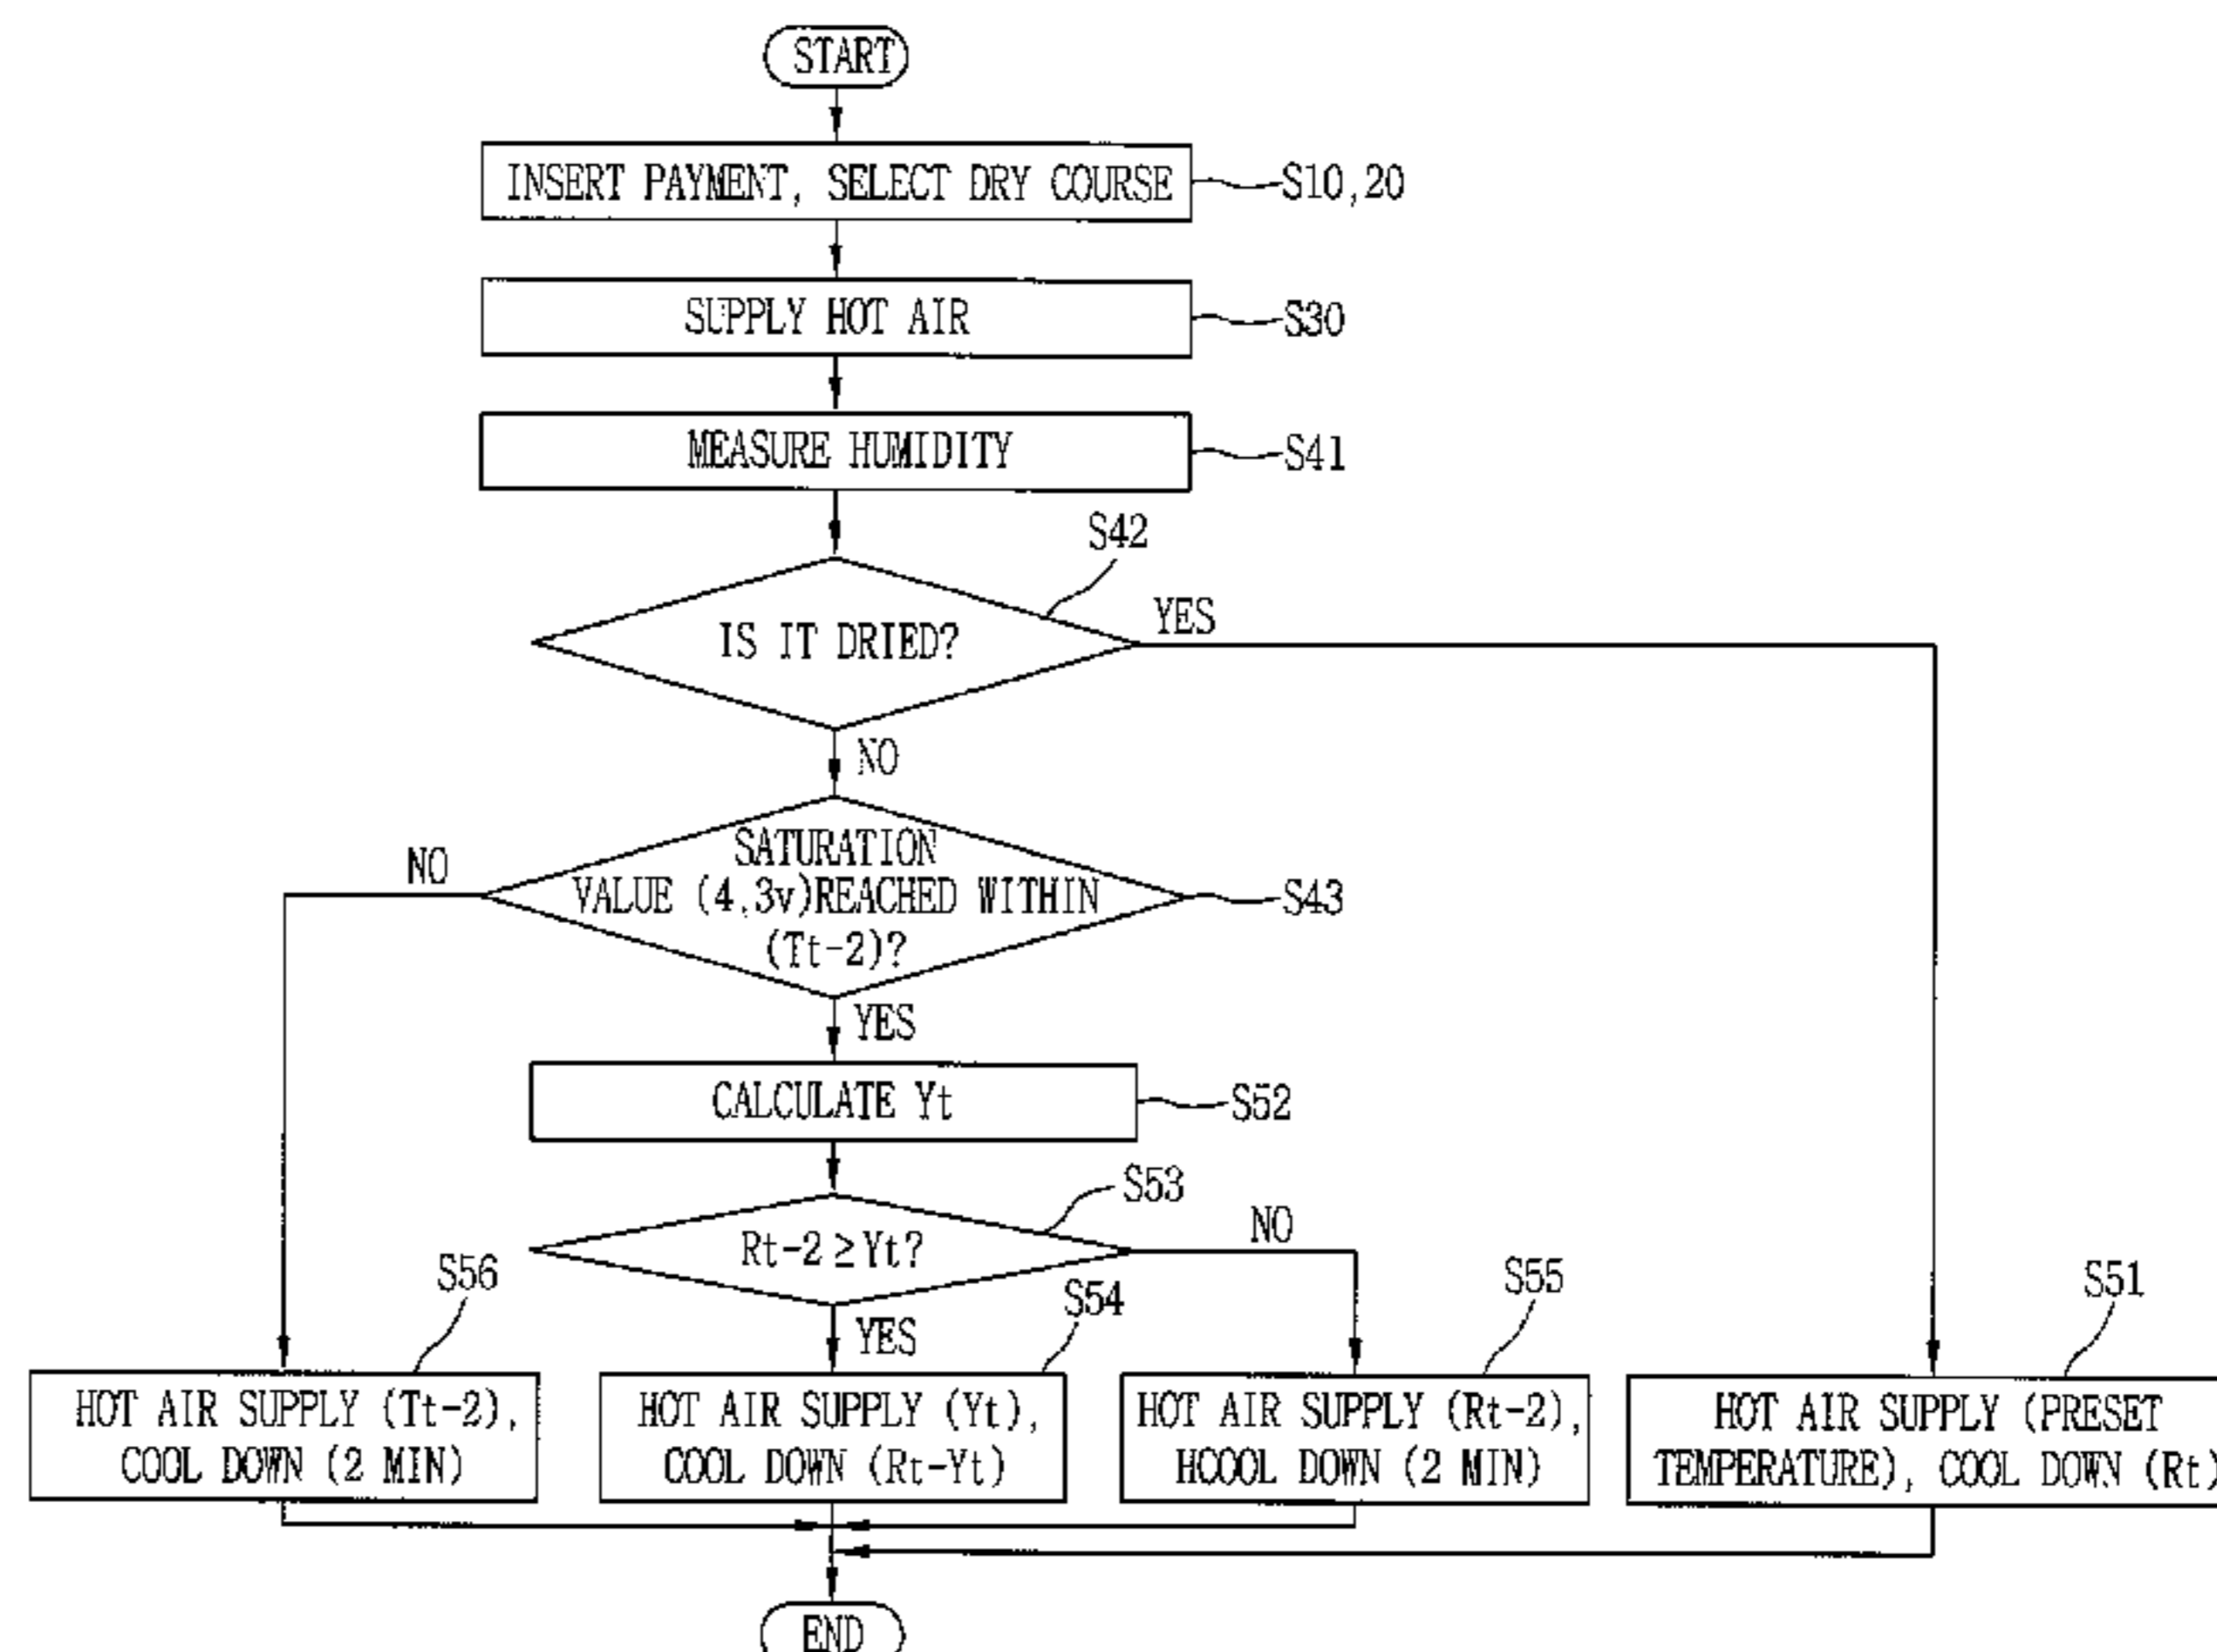 START
INSERT PAYMENT, SELECT DRY COURSE
S10,20
SUPPLY HOT AIR
S30
MEASURE HUMIDITY
S41
S42
IS IT DRIED?
YES
NO
SATURATION
VALUE (4.3v)REACHED WITHIN
(Tt-2)?
NO
S43
YES
CALCULATE Yt
S52
S53
Rt-2≥Yt?
NO
YES
S56
HOT AIR SUPPLY (Tt-2),
COOL DOWN (2 MIN)
S54
HOT AIR SUPPLY (Yt),
COOL DOWN (Rt-Yt)
S55
HOT AIR SUPPLY (Rt-2),
HCOOL DOWN (2 MIN)
S51
HOT AIR SUPPLY (PRESET
TEMPERATURE), COOL DOWN (Rt)
END